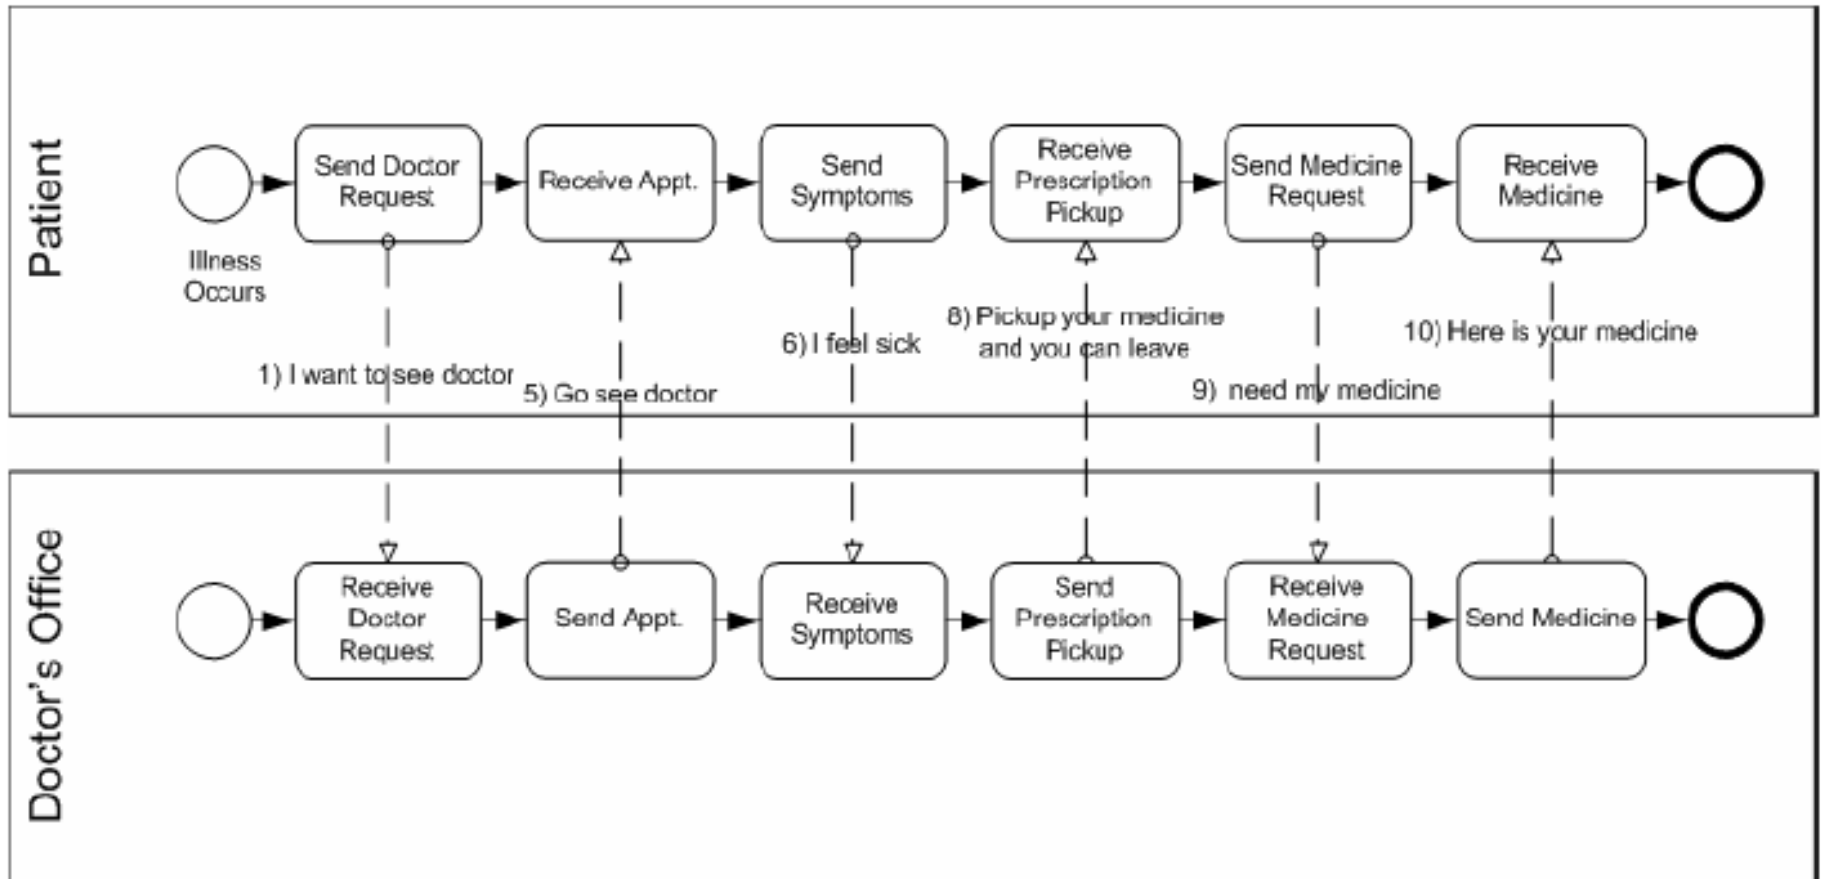 Patient
Send Doctor
Request
Receive Appt.
Send
Symptoms
Receive
Prescription
Pickup
Send Medicine
Request
Receive
Medicine
Illness
Occurs
1) I want to see doctor
5) Go see doctor
6) I feel sick
8) Pickup your medicine
and you can leave
9) need my medicine
10) Here is your medicine
Doctor's Office
Receive
Doctor
Request
Send Appt.
Receive
Symptoms
Send
Prescription
Pickup
Receive
Medicine
Request
Send Medicine